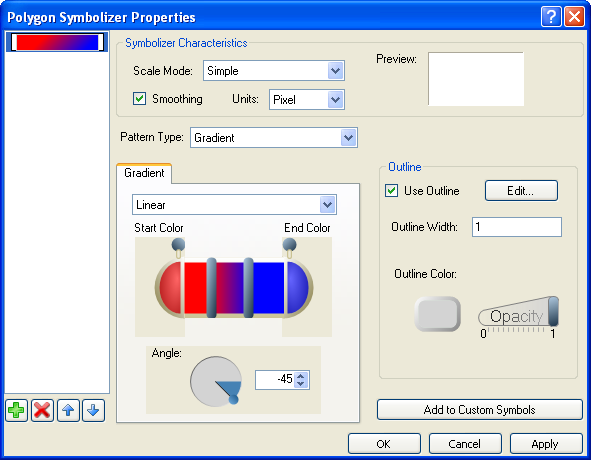 Polygon Symbolizer Properties
Symbolizer Characteristics
Scale Mode: Simple
Preview:
Smoothing Units: Pixel
Pattern Type: Gradient
Gradient
Linear
Start Color End Color
Angle:
-45
Outline
Use Outline Edit...
Outline Width: 1
Outline Color:
Opacity
0 1
Add to Custom Symbols
OK Cancel Apply